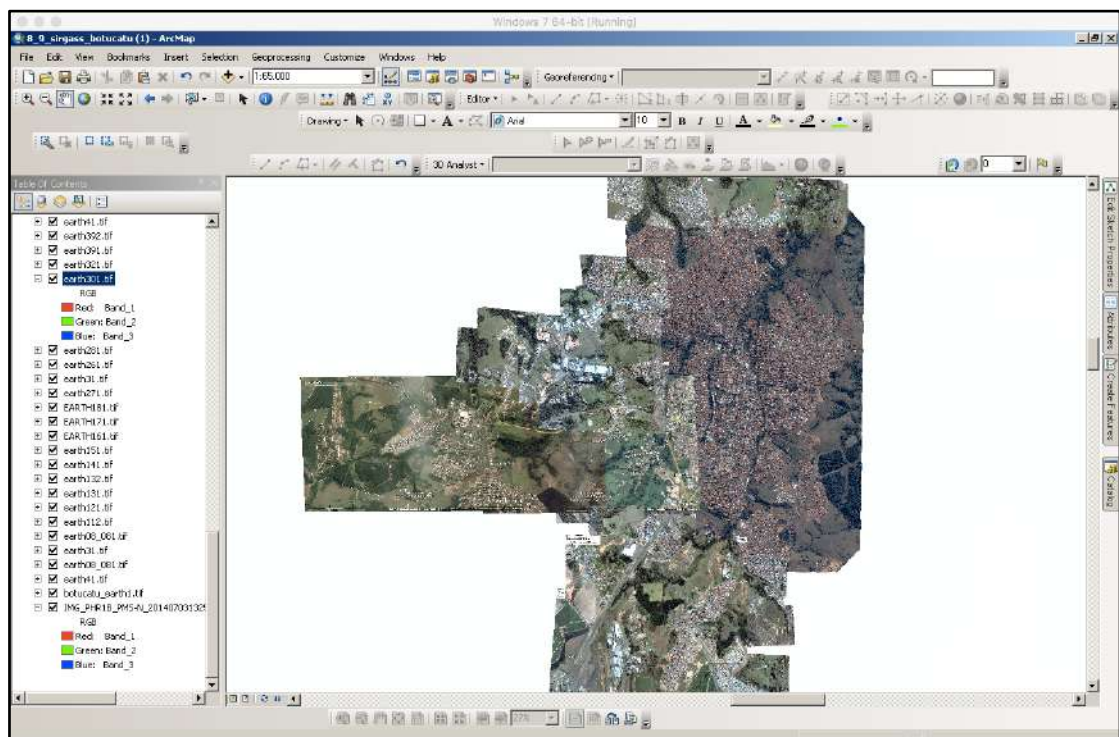 Windows 7 64-bit [Running]
8_9_sirgass_botucatu (1) - ArcMap
File Edit View Bookmarks Insert Selection Geoprocessing Customize Windows Help
1:65.000 Georeferencing
Editor
Drawing A Arial 10 B I U A
3D Analyst 0
Table Of Contents
earth41.tif
earth392.tif
earth391.tif
earth321.tif
earth301.tif
RGB
Red: Band_1
Green: Band_2
Blue: Band_3
earth281.tif
earth261.tif
earth31.tif
earth271.tif
EARTH181.tif
EARTH171.tif
EARTH161.tif
earth151.tif
earth141.tif
earth132.tif
earth131.tif
earth121.tif
earth112.tif
earth08_081.tif
earth31.tif
earth08_081.tif
earth41.tif
botucatu_earth1.tif
IMG_PHR1B_PMS-N_201407031325
RGB
Red: Band_1
Green: Band_2
Blue: Band_3
Edit Sketch Properties
Attributes
Create Features
Catalog
22%